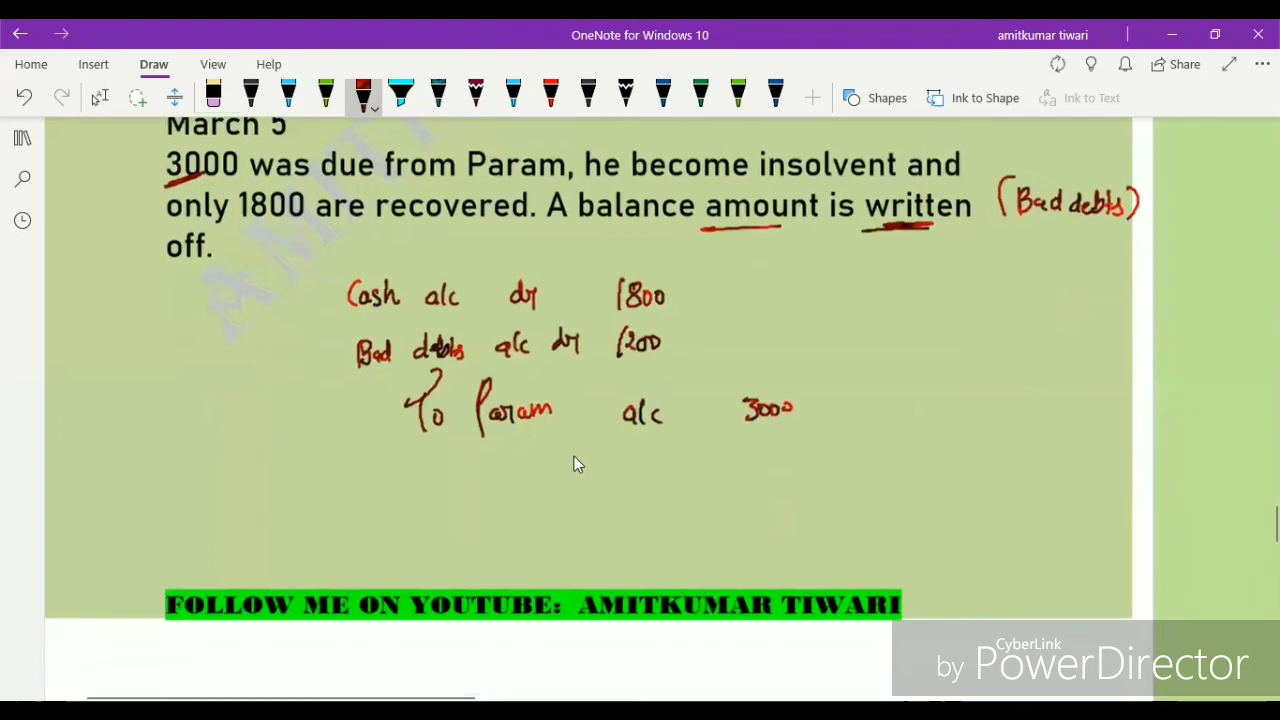 OneNote for Windows 10
amitkumar tiwari
Home Insert Draw View Help
Share
Shapes Ink to Shape Ink to Text
March 5
3000 was due from Param, he become insolvent and
only 1800 are recovered. A balance amount is written (Bad debts)
off.
Cash a/c dr 1800
Bad debts a/c dr 1200
To Param a/c 3000
FOLLOW ME ON YOUTUBE: AMITKUMAR TIWARI
CyberLink
by PowerDirector